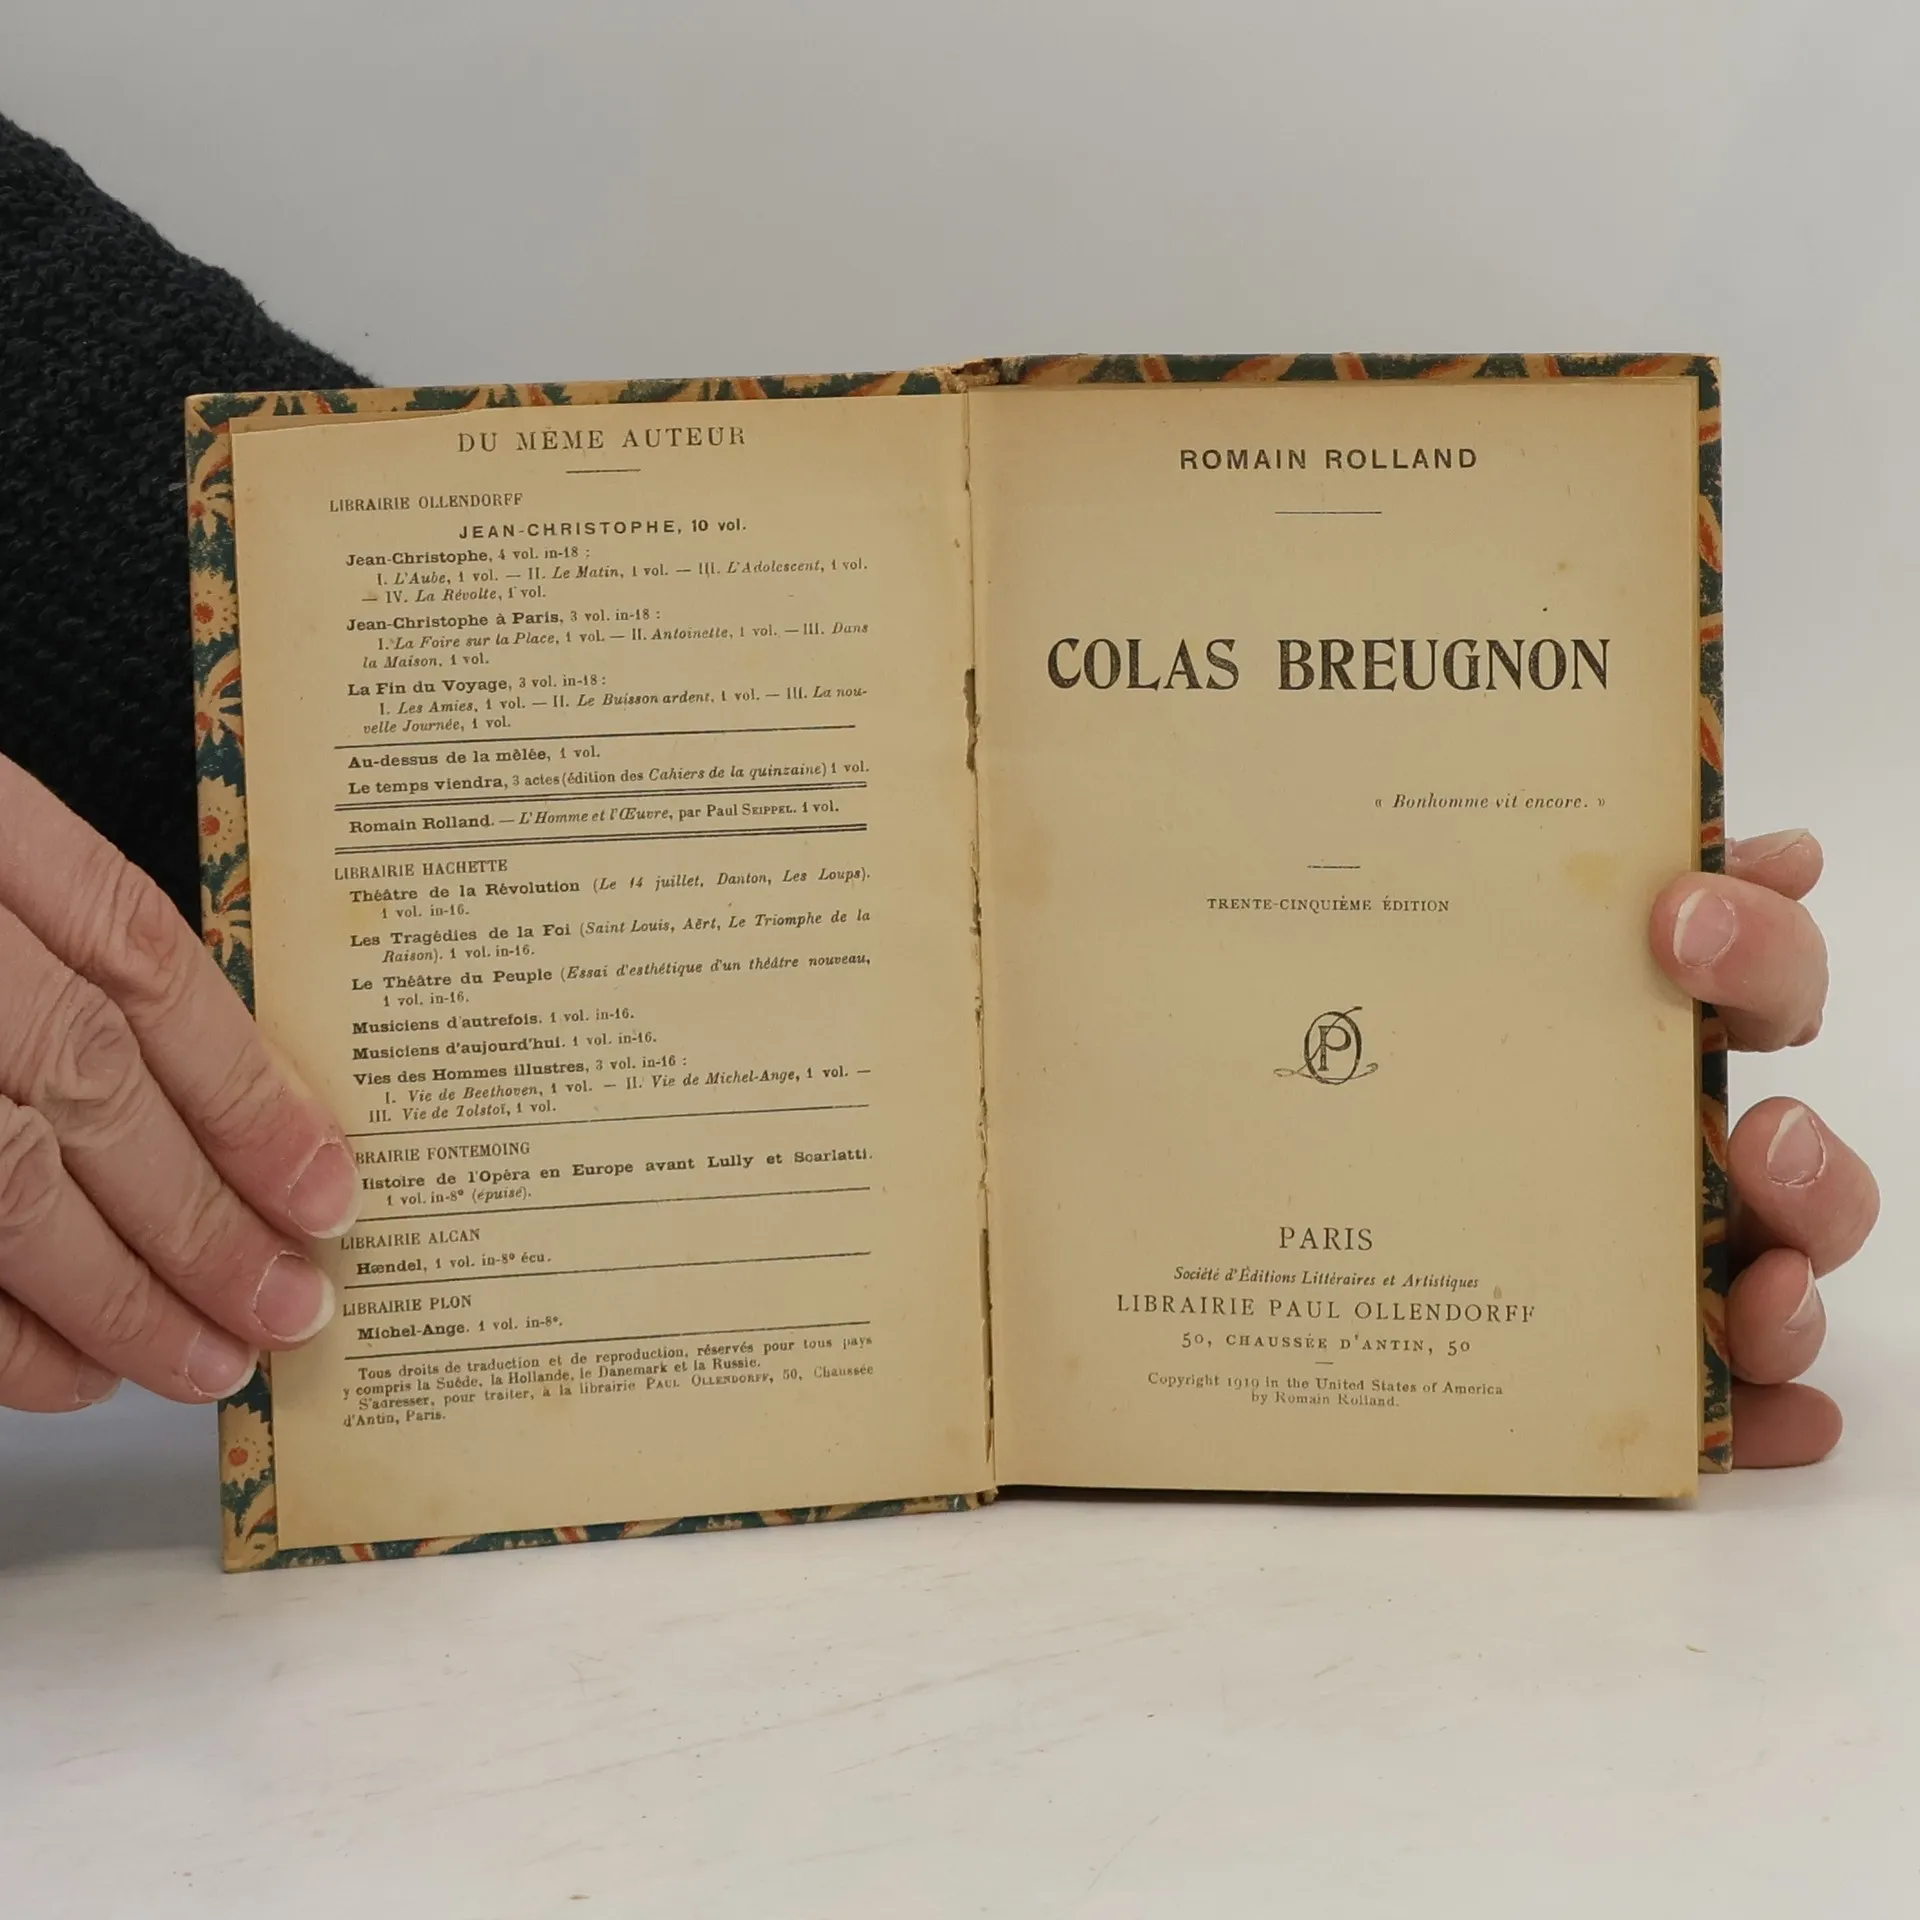 DU MÊME AUTEUR
LIBRAIRIE OLLENDORFF
JEAN-CHRISTOPHE, 10 vol.
Jean-Christophe, 4 vol. in-18 :
I. L'Aube, 1 vol. — II. Le Matin, 1 vol. — III. L'Adolescent, 1 vol.
— IV. La Révolte, 1 vol.
Jean-Christophe à Paris, 3 vol. in-18 :
I. La Foire sur la Place, 1 vol. — II. Antoinette, 1 vol. — III. Dans
la Maison, 1 vol.
La Fin du Voyage, 3 vol. in-18 :
I. Les Amies, 1 vol. — II. Le Buisson ardent, 1 vol. — III. La nou-
velle Journée, 1 vol.
Au-dessus de la mêlée, 1 vol.
Le temps viendra, 3 actes (édition des Cahiers de la quinzaine) 1 vol.
Romain Rolland. — L'Homme et l'Œuvre, par Paul SEIPPEL. 1 vol.
LIBRAIRIE HACHETTE
Théâtre de la Révolution (Le 14 juillet, Danton, Les Loups).
1 vol. in-16.
Les Tragédies de la Foi (Saint Louis, Aërt, Le Triomphe de la
Raison). 1 vol. in-16.
Le Théâtre du Peuple (Essai d'esthétique d'un théâtre nouveau,
1 vol. in-16.
Musiciens d'autrefois. 1 vol. in-16.
Musiciens d'aujourd'hui. 1 vol. in-16.
Vies des Hommes illustres, 3 vol. in-16 :
I. Vie de Beethoven, 1 vol. — II. Vie de Michel-Ange, 1 vol. —
III. Vie de Tolstoï, 1 vol.
BRAIRIE FONTEMOING
Histoire de l'Opéra en Europe avant Lully et Scarlatti.
1 vol. in-8° (épuisé).
LIBRAIRIE ALCAN
Hændel, 1 vol. in-8° écu.
LIBRAIRIE PLON
Michel-Ange. 1 vol. in-8°.
Tous droits de traduction et de reproduction, réservés pour tous pays
y compris la Suède, la Hollande, le Danemark et la Russie.
S'adresser, pour traiter, à la librairie PAUL OLLENDORFF, 50, Chaussée
d'Antin, Paris.
ROMAIN ROLLAND
COLAS BREUGNON
« Bonhomme vit encore. »
TRENTE-CINQUIÈME ÉDITION
PO
PARIS
Société d'Éditions Littéraires et Artistiques
LIBRAIRIE PAUL OLLENDORFF
50, CHAUSSÉE D'ANTIN, 50
Copyright 1919 in the United States of America
by Romain Rolland.